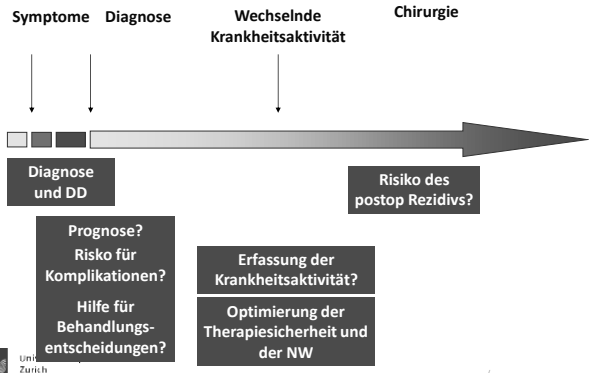 Symptome Diagnose Wechselnde Krankheitsaktivität Chirurgie
Diagnose
und DD
Risiko des
postop Rezidivs?
Prognose?
Risko für
Komplikationen?
Hilfe für
Behandlungs-
entscheidungen?
Erfassung der
Krankheitsaktivität?
Optimierung der
Therapiesicherheit und
der NW
Zurich